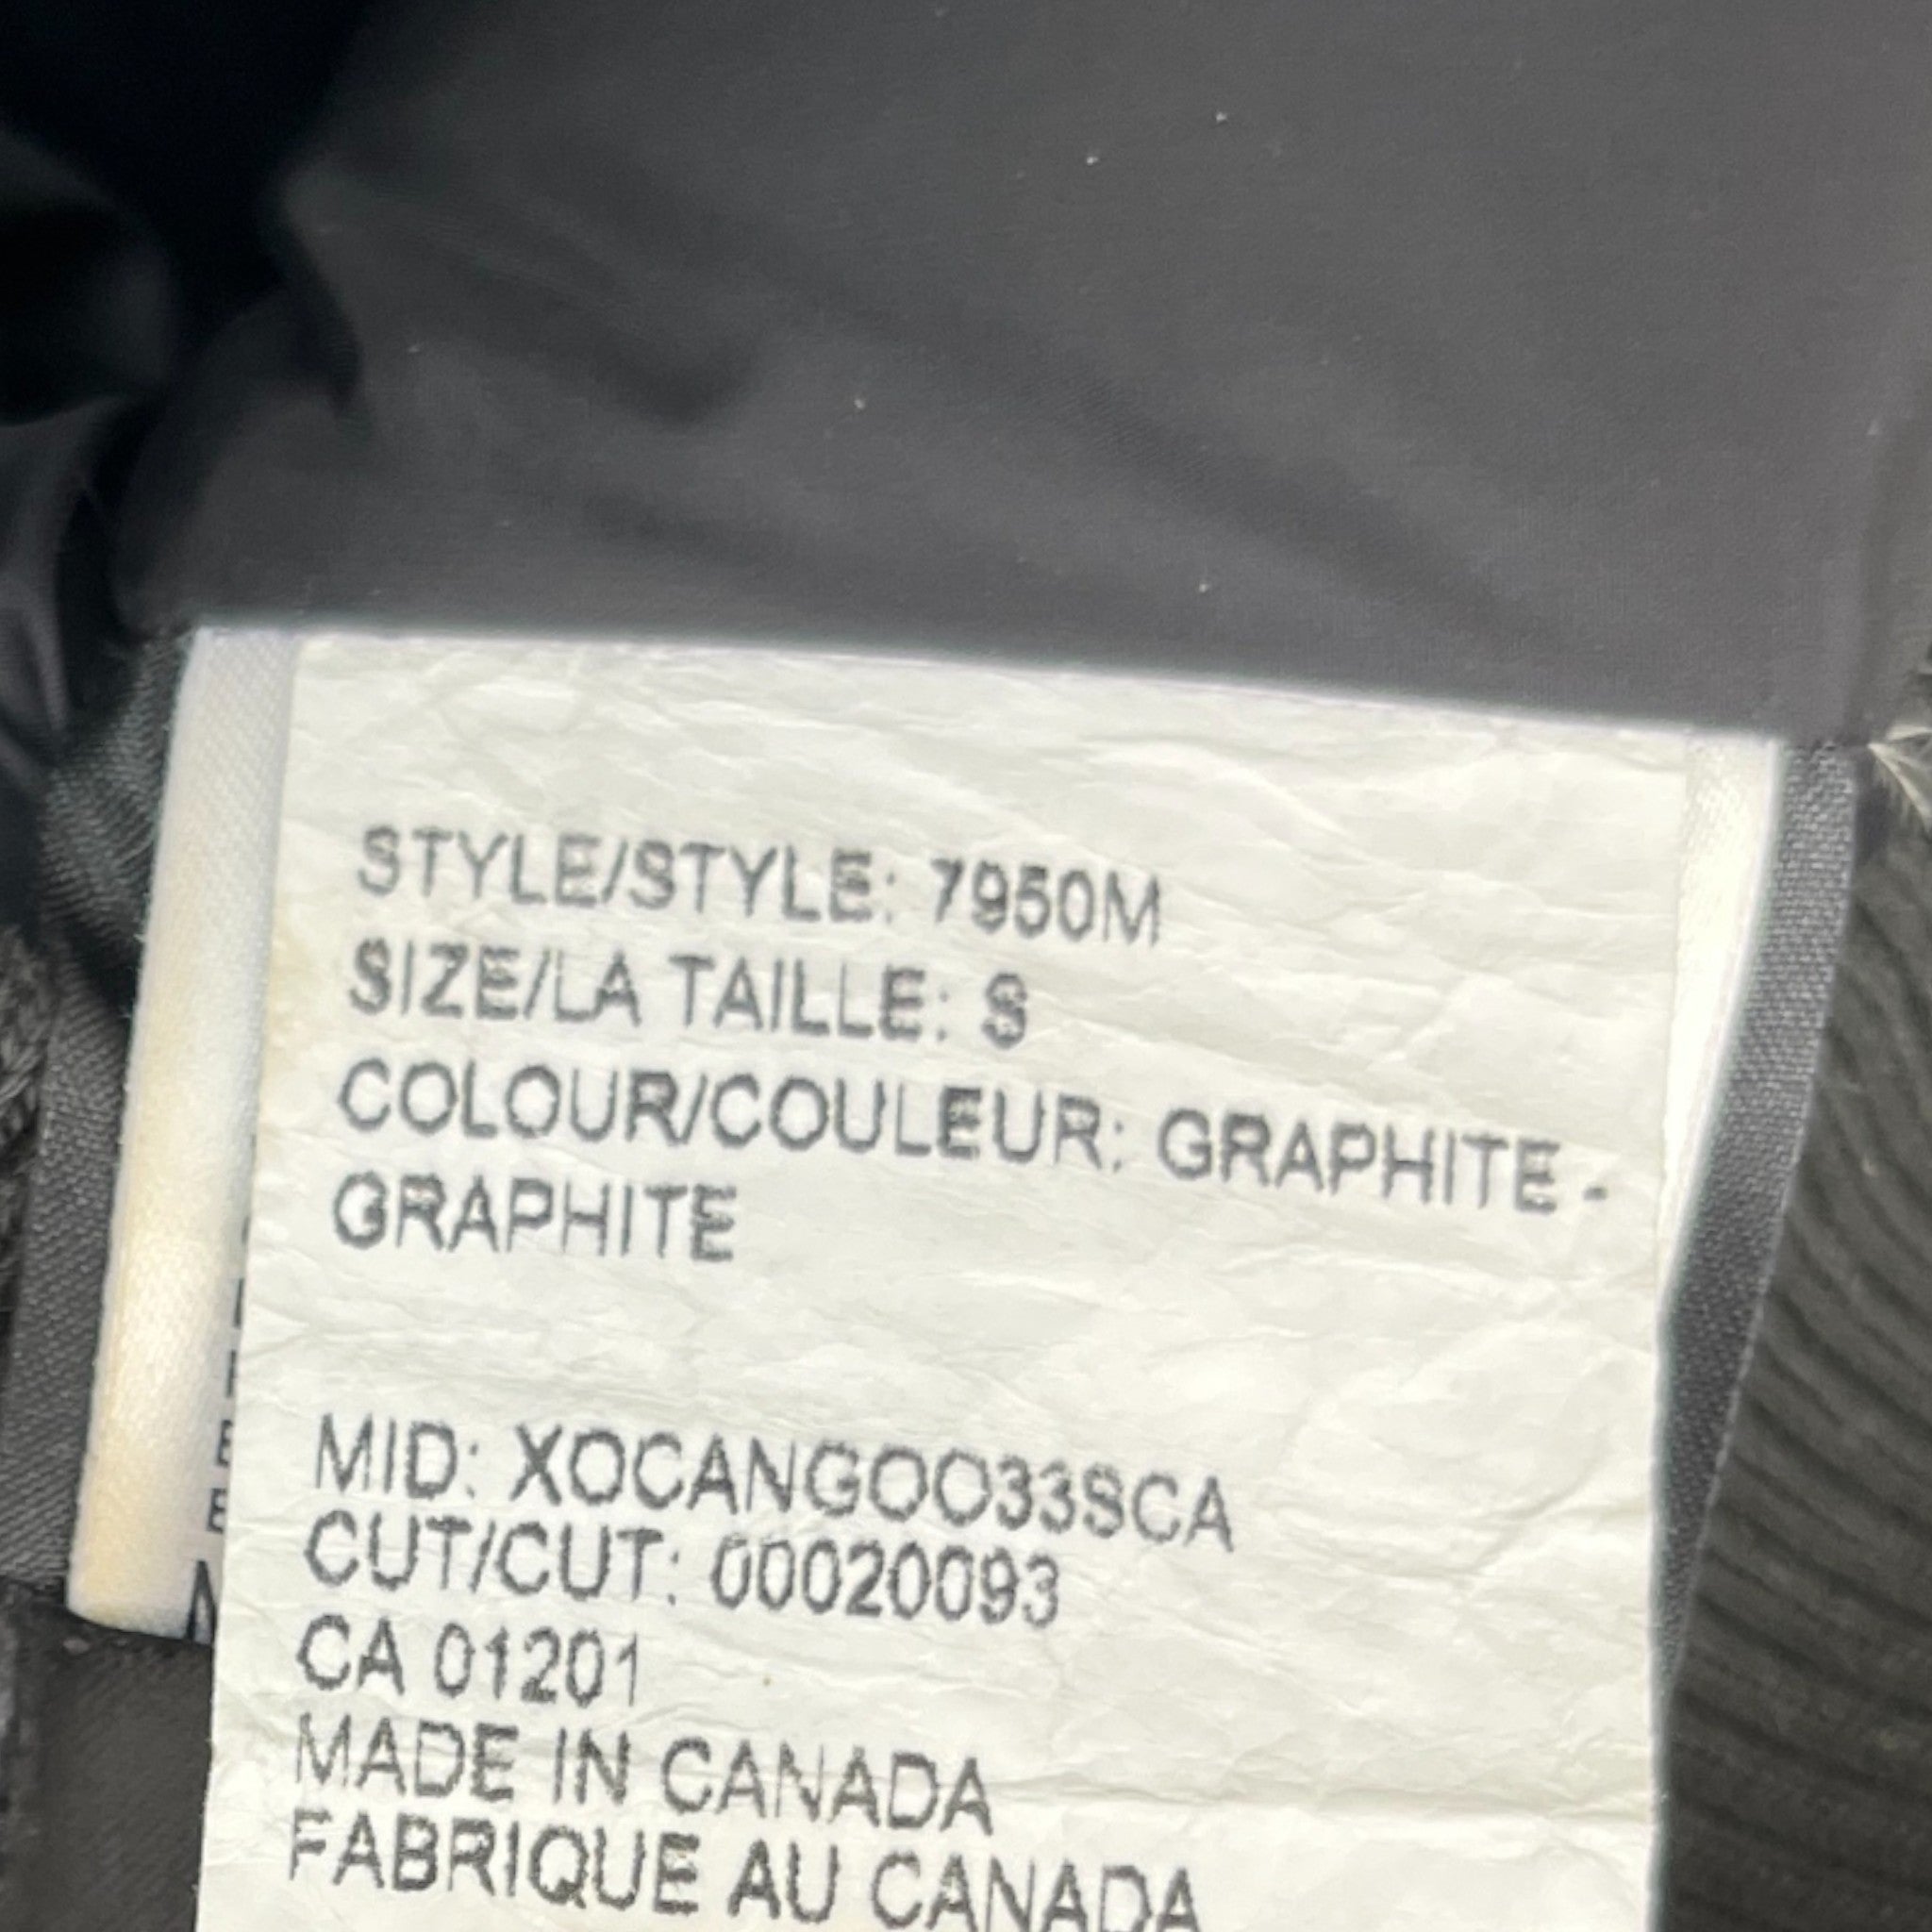 STYLE/STYLE: 7950M
SIZE/LA TAILLE: S
COLOUR/COULEUR: GRAPHITE -
GRAPHITE
MID: XOCANGOO33SCA
CUT/CUT: 00020093
CA 01201
MADE IN CANADA
FABRIQUE AU CANADA